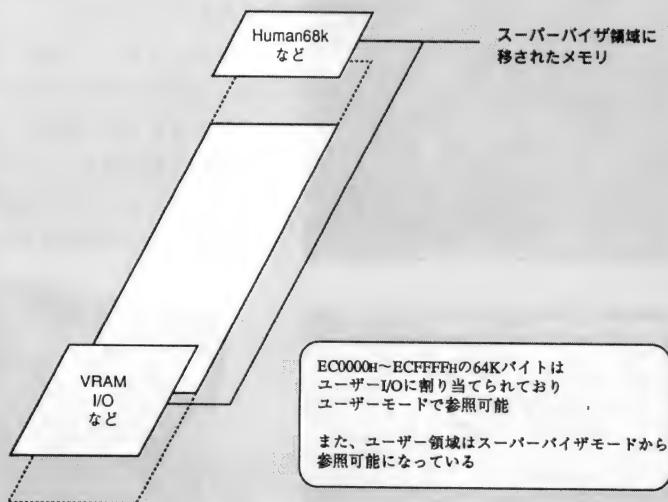 Human68k
など
スーパーバイザ領域に
移されたメモリ
VRAM
I/O
など
EC0000H～ECFFFFHの64Kバイトは
ユーザーI/Oに割り当てられており
ユーザーモードで参照可能
また、ユーザー領域はスーパーバイザモードから
参照可能になっている